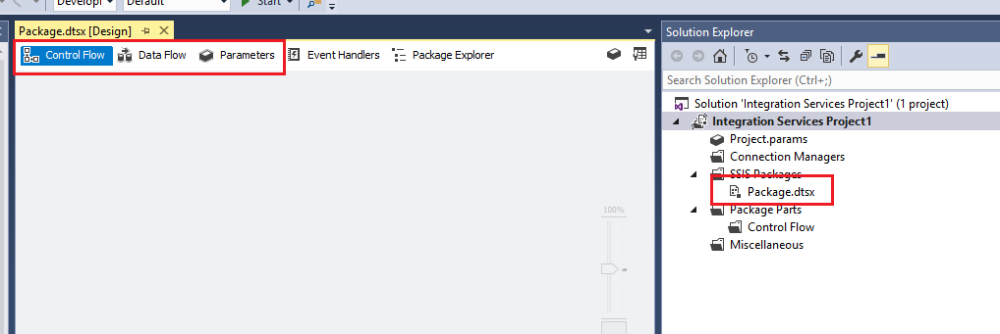 Developi Default Start
Package.dtsx [Design]
Control Flow Data Flow Parameters Event Handlers Package Explorer
100%
Solution Explorer
Search Solution Explorer (Ctrl+;)
Solution 'Integration Services Project1' (1 project)
Integration Services Project1
Project.params
Connection Managers
SSIS Packages
Package.dtsx
Package Parts
Control Flow
Miscellaneous